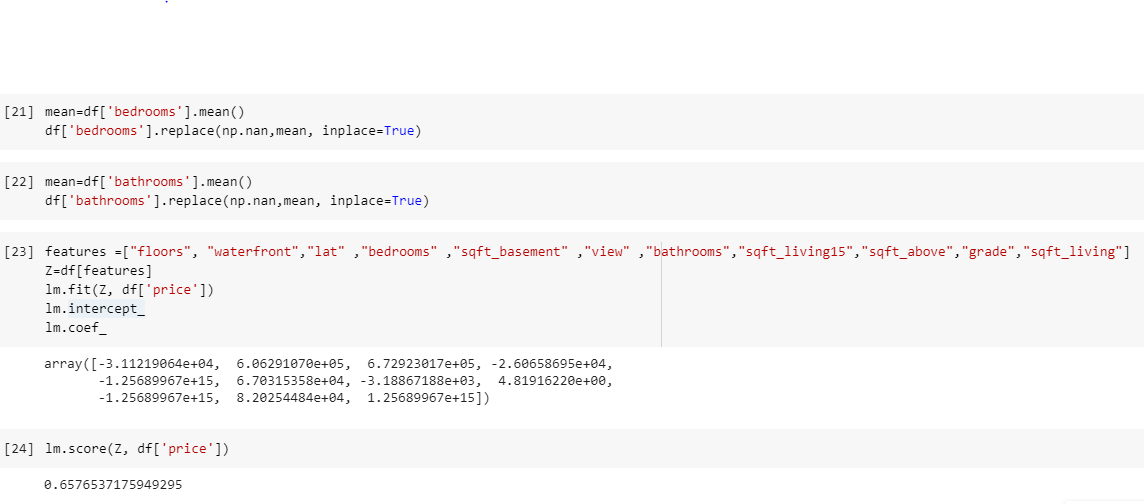 [21] mean=df['bedrooms'].mean()
df['bedrooms'].replace(np.nan,mean, inplace=True)
[22] mean=df['bathrooms'].mean()
df['bathrooms'].replace(np.nan,mean, inplace=True)
[23] features =["floors", "waterfront","lat" ,"bedrooms" ,"sqft_basement" ,"view" ,"bathrooms","sqft_living15","sqft_above","grade","sqft_living"]
Z=df[features]
lm.fit(Z, df['price'])
lm.intercept_
lm.coef_
array([-3.11219064e+04,  6.06291070e+05,  6.72923017e+05, -2.60658695e+04,
-1.25689967e+15,  6.70315358e+04, -3.18867188e+03,  4.81916220e+00,
-1.25689967e+15,  8.20254484e+04,  1.25689967e+15])
[24] lm.score(Z, df['price'])
0.6576537175949295